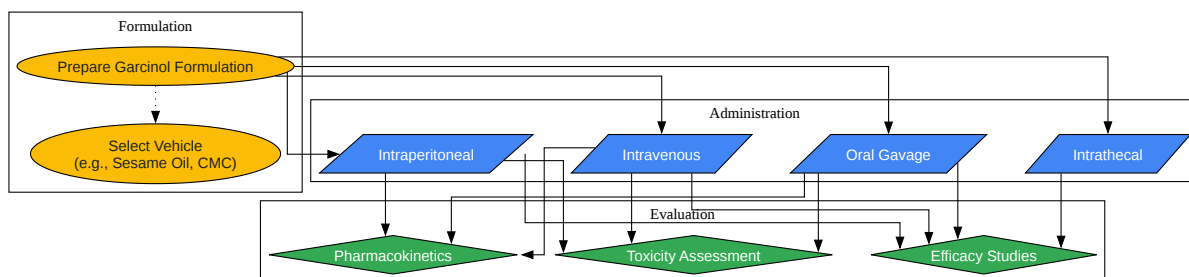 Formulation
Prepare Garcinol Formulation
Select Vehicle
(e.g., Sesame Oil, CMC)
Administration
Intraperitoneal
Intravenous
Oral Gavage
Intrathecal
Evaluation
Pharmacokinetics
Toxicity Assessment
Efficacy Studies